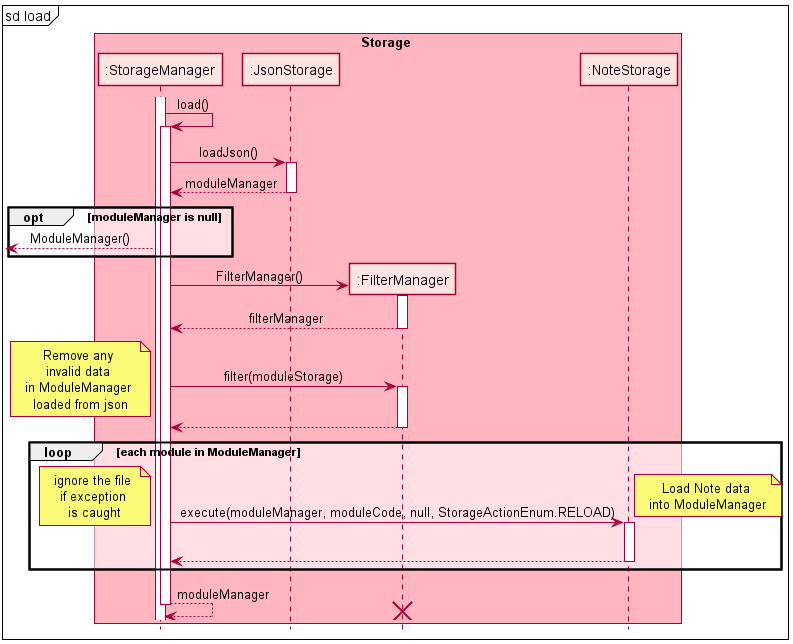 sd load
Storage
:StorageManager
:JsonStorage
:NoteStorage
load()
loadJson()
moduleManager
opt
[moduleManager is null]
ModuleManager()
FilterManager()
:FilterManager
filterManager
Remove any
invalid data
in ModuleManager
loaded from json
filter(moduleStorage)
loop
[each module in ModuleManager]
ignore the file
if exception
is caught
Load Note data
into ModuleManager
execute(moduleManager, moduleCode, null, StorageActionEnum.RELOAD)
moduleManager